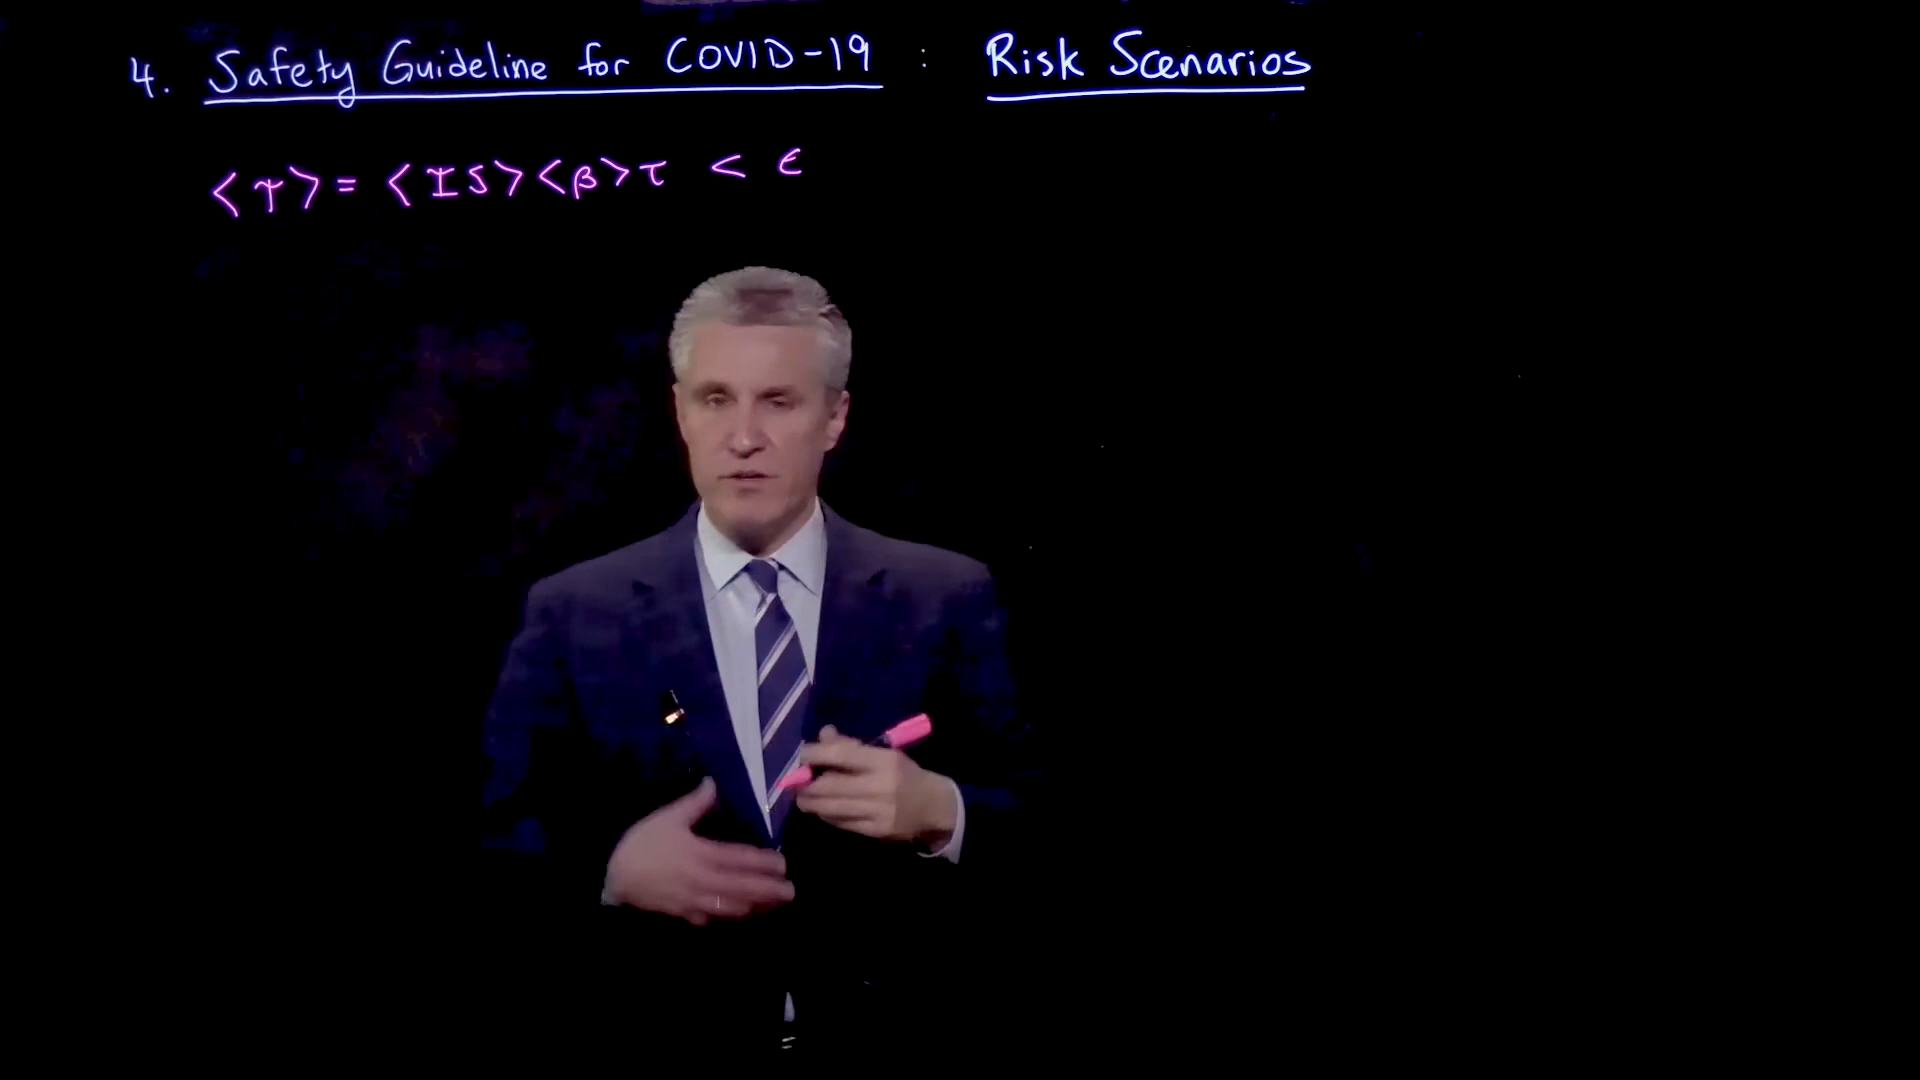 4. Safety Guideline for COVID-19 : Risk Scenarios
<T> = <IS><β>τ < ε